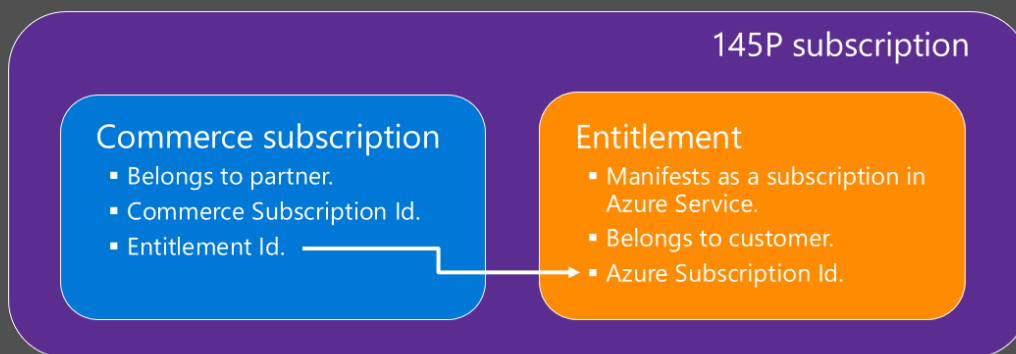 145P subscription
Commerce subscription
▪ Belongs to partner.
▪ Commerce Subscription Id.
▪ Entitlement Id.
Entitlement
▪ Manifests as a subscription in
Azure Service.
▪ Belongs to customer.
▪ Azure Subscription Id.